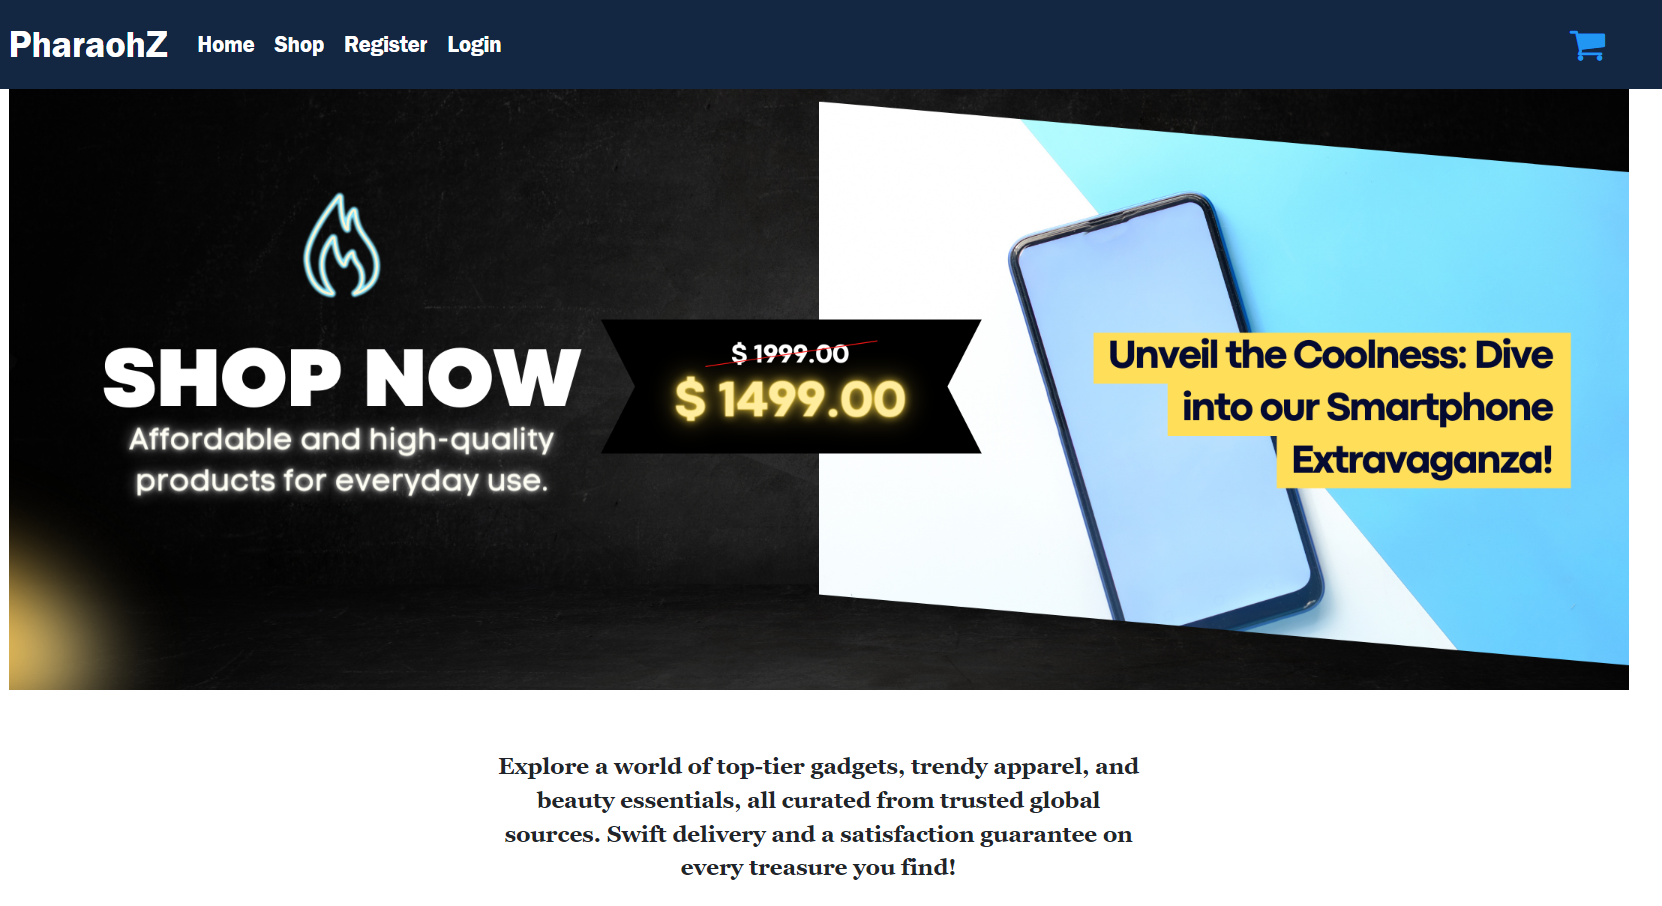 PharaohZ Home Shop Register Login
SHOP NOW
Affordable and high-quality
products for everyday use.
$ 1999.00
$ 1499.00
Unveil the Coolness: Dive
into our Smartphone
Extravaganza!
Explore a world of top-tier gadgets, trendy apparel, and
beauty essentials, all curated from trusted global
sources. Swift delivery and a satisfaction guarantee on
every treasure you find!